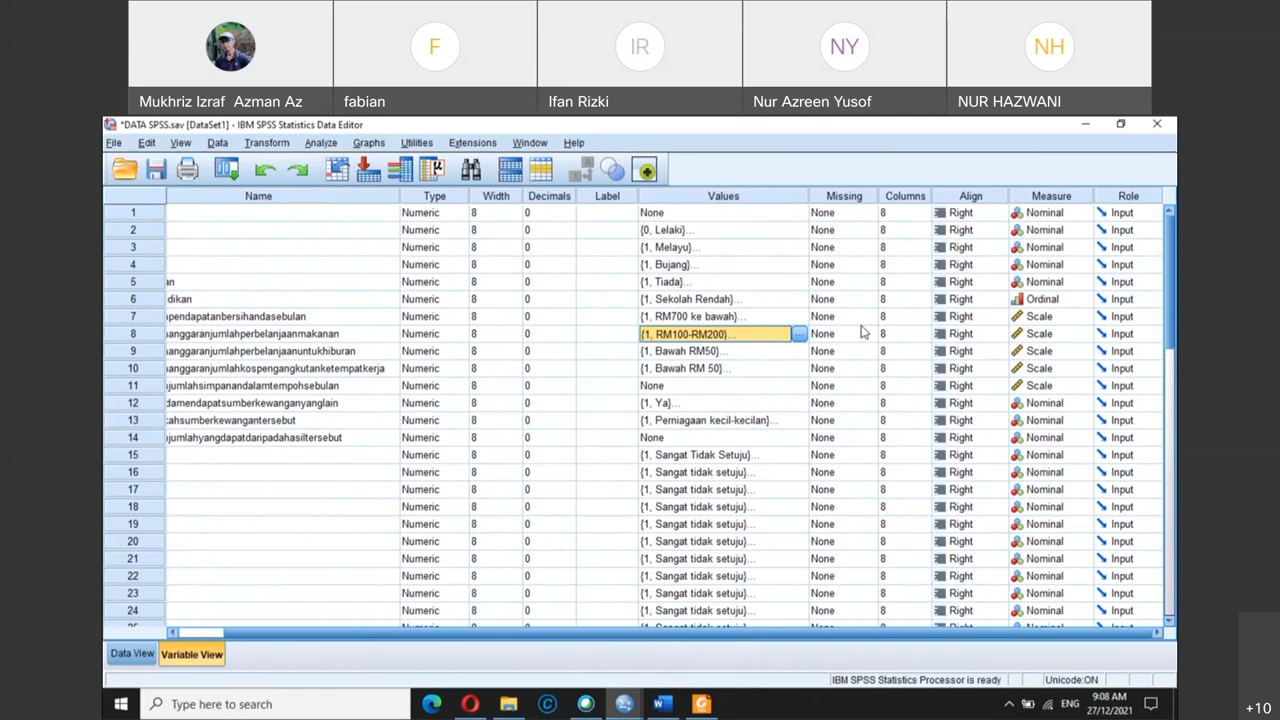 F
IR
NY
NH
Mukhriz Izraf Azman Az
fabian
Ifan Rizki
Nur Azreen Yusof
NUR HAZWANI
*DATA SPSS.sav [DataSet1] - IBM SPSS Statistics Data Editor
File Edit View Data Transform Analyze Graphs Utilities Extensions Window Help
Name Type Width Decimals Label Values Missing Columns Align Measure Role
1 Numeric 8 0 None None 8 Right Nominal Input
2 Numeric 8 0 {0, Lelaki}... None 8 Right Nominal Input
3 Numeric 8 0 {1, Melayu}... None 8 Right Nominal Input
4 Numeric 8 0 {1, Bujang}... None 8 Right Nominal Input
5 an Numeric 8 0 {1, Tiada}... None 8 Right Nominal Input
6 dikan Numeric 8 0 {1, Sekolah Rendah}... None 8 Right Ordinal Input
7 pendapatanbersihandasebulan Numeric 8 0 {1, RM700 ke bawah}... None 8 Right Scale Input
8 anggaranjumlahperbelanjaanmakanan Numeric 8 0 {1, RM100-RM200}... ... None 8 Right Scale Input
9 anggaranjumlahperbelanjaanuntukhiburan Numeric 8 0 {1, Bawah RM50}... None 8 Right Scale Input
10 anggaranjumlahkospengangkutanketempatkerja Numeric 8 0 {1, Bawah RM 50}... None 8 Right Scale Input
11 jumlahsimpanandalamtempohsebulan Numeric 8 0 None None 8 Right Scale Input
12 damendapatsumberkewanganyanglain Numeric 8 0 {1, Ya}... None 8 Right Nominal Input
13 kahsumberkewangantersebut Numeric 8 0 {1, Perniagaan kecil-kecilan}... None 8 Right Nominal Input
14 jumlahyangdapatdaripadahasiltersebut Numeric 8 0 None None 8 Right Nominal Input
15 Numeric 8 0 {1, Sangat Tidak Setuju}... None 8 Right Nominal Input
16 Numeric 8 0 {1, Sangat tidak setuju}... None 8 Right Nominal Input
17 Numeric 8 0 {1, Sangat tidak setuju}... None 8 Right Nominal Input
18 Numeric 8 0 {1, Sangat tidak setuju}... None 8 Right Nominal Input
19 Numeric 8 0 {1, Sangat tidak setuju}... None 8 Right Nominal Input
20 Numeric 8 0 {1, Sangat tidak setuju}... None 8 Right Nominal Input
21 Numeric 8 0 {1, Sangat tidak setuju}... None 8 Right Nominal Input
22 Numeric 8 0 {1, Sangat tidak setuju}... None 8 Right Nominal Input
23 Numeric 8 0 {1, Sangat tidak setuju}... None 8 Right Nominal Input
24 Numeric 8 0 {1, Sangat tidak setuju}... None 8 Right Nominal Input
Data View Variable View
IBM SPSS Statistics Processor is ready Unicode:ON
Type here to search
ENG
9:08 AM
27/12/2021
+10